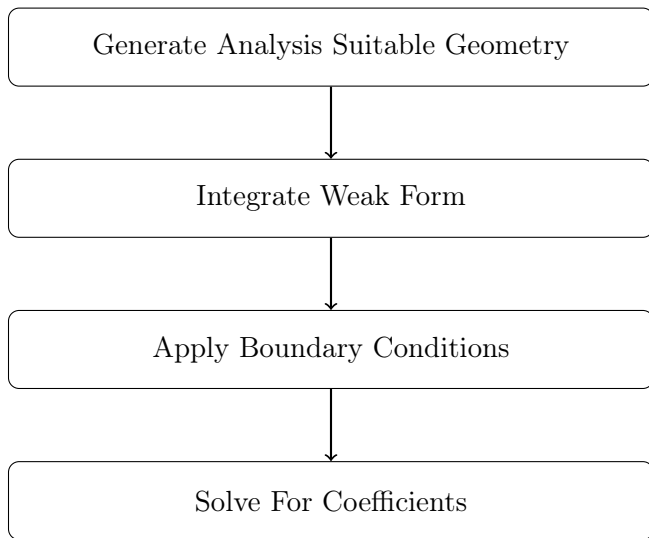 Generate Analysis Suitable Geometry
Integrate Weak Form
Apply Boundary Conditions
Solve For Coefficients